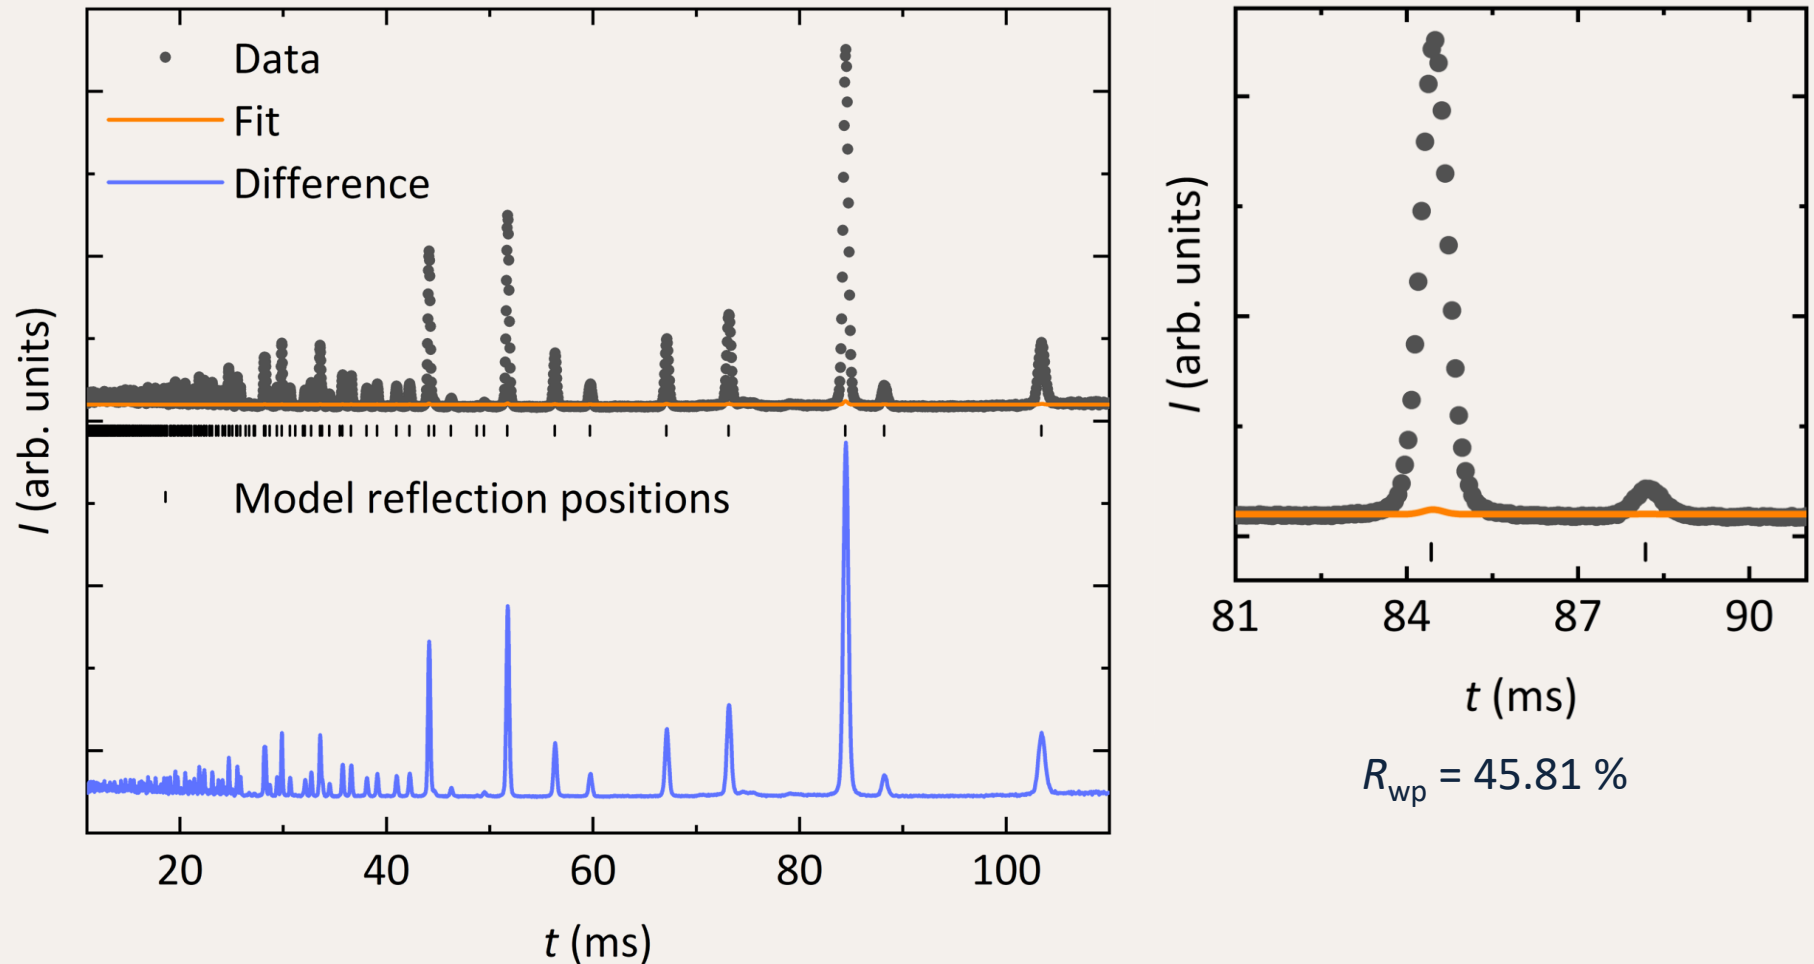 Data
Fit
Difference
Model reflection positions
I (arb. units)
20 40 60 80 100
t (ms)
I (arb. units)
81 84 87 90
t (ms)
Rwp = 45.81 %